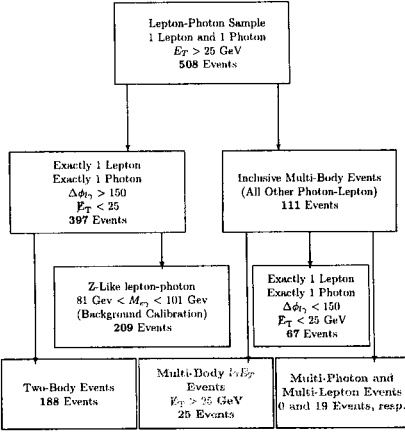 Lepton-Photon Sample
1 Lepton and 1 Photon
E_T > 25 GeV
508 Events
Exactly 1 Lepton
Exactly 1 Photon
Δϕ_lγ > 150
E̸_T < 25
397 Events
Inclusive Multi-Body Events
(All Other Photon-Lepton)
111 Events
Z-Like lepton-photon
81 Gev < M_eγ < 101 Gev
(Background Calibration)
209 Events
Exactly 1 Lepton
Exactly 1 Photon
Δϕ_lγ < 150
E̸_T < 25 GeV
67 Events
Two-Body Events
188 Events
Multi-Body lγE̸_T
Events
E̸_T > 25 GeV
25 Events
Multi-Photon and
Multi-Lepton Events
0 and 19 Events, resp.